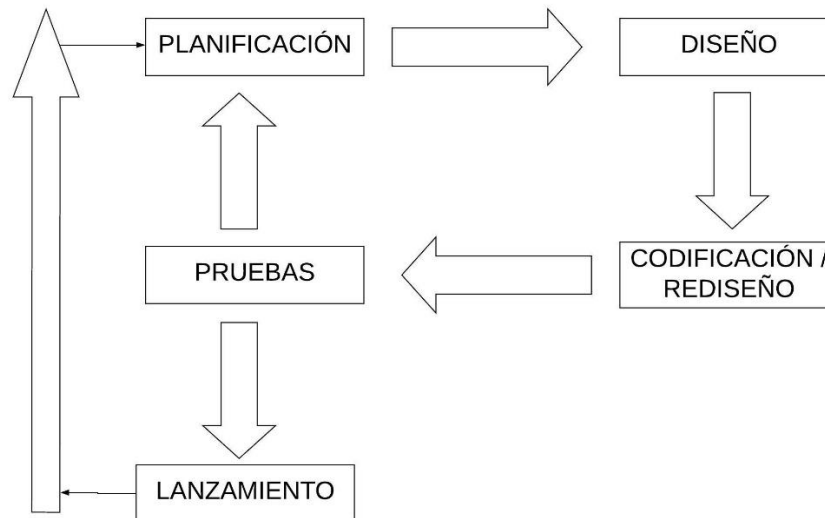 PLANIFICACIÓN
DISEÑO
PRUEBAS
CODIFICACIÓN /
REDISEÑO
LANZAMIENTO